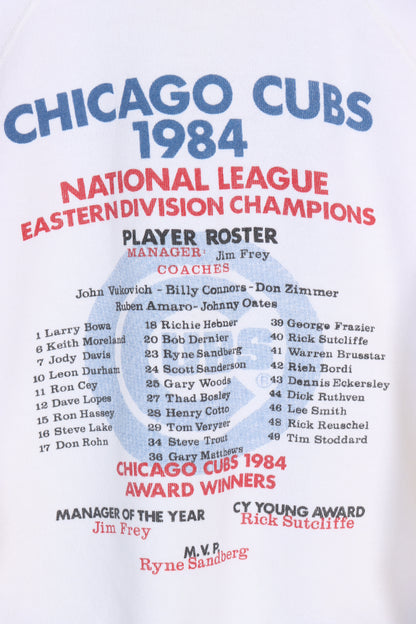 CHICAGO CUBS
1984
NATIONAL LEAGUE
EASTERN DIVISION CHAMPIONS
PLAYER ROSTER
MANAGER: Jim Frey
COACHES
John Vukovich - Billy Connors - Don Zimmer
Ruben Amaro - Johnny Oates
1 Larry Bowa
6 Keith Moreland
7 Jody Davis
10 Leon Durham
11 Ron Cey
12 Dave Lopes
15 Ron Hassey
16 Steve Lake
17 Don Rohn
18 Richie Hebner
20 Bob Dernier
23 Ryne Sandberg
24 Scott Sanderson
25 Gary Woods
27 Thad Bosley
28 Henry Cotto
29 Tom Veryzer
34 Steve Trout
36 Gary Matthews
39 George Frazier
40 Rick Sutcliffe
41 Warren Brusstar
42 Rich Bordi
43 Dennis Eckersley
44 Dick Ruthven
46 Lee Smith
48 Rick Reuschel
49 Tim Stoddard
CUBS
®
CHICAGO CUBS 1984
AWARD WINNERS
MANAGER OF THE YEAR
Jim Frey
CY YOUNG AWARD
Rick Sutcliffe
M.V.P.
Ryne Sandberg